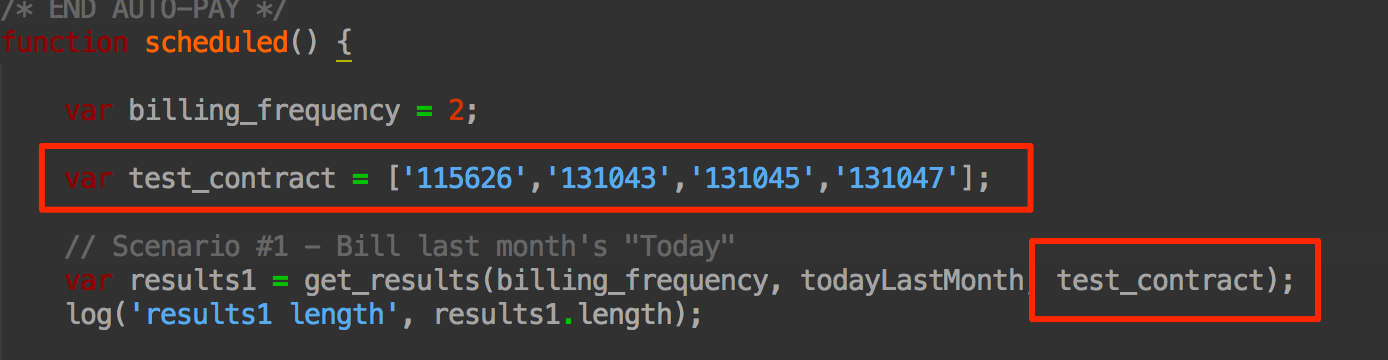 /* END AUTO-PAY */
function scheduled() {
var billing_frequency = 2;
var test_contract = ['115626','131043','131045','131047'];
// Scenario #1 - Bill last month's "Today"
var results1 = get_results(billing_frequency, todayLastMonth, test_contract);
log('results1 length', results1.length);